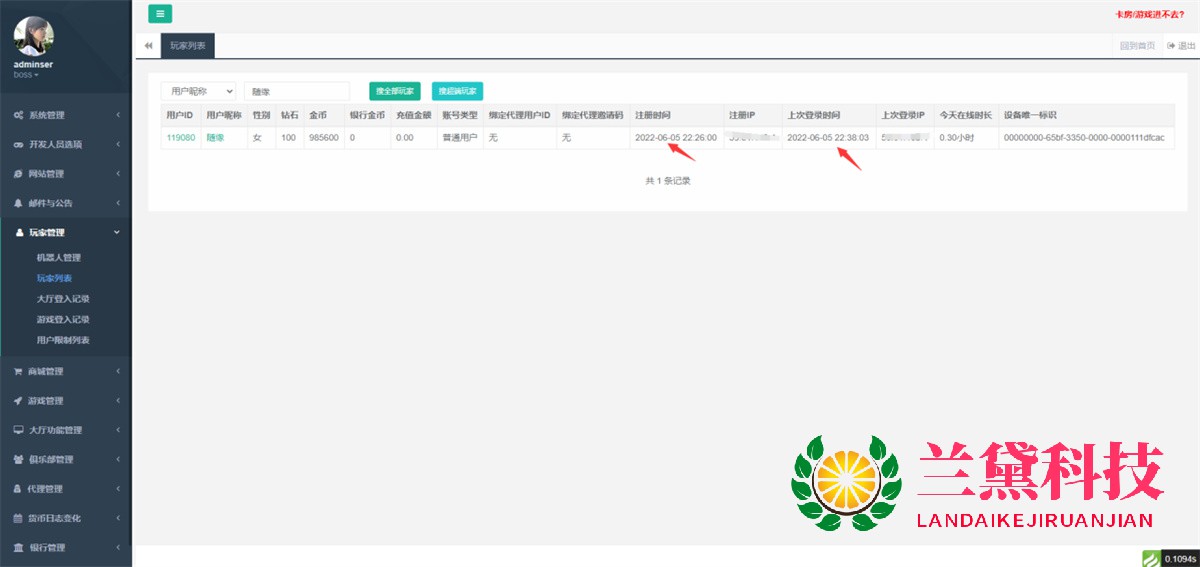 卡房/游戏进不去?
adminser
boss
玩家列表
回到首页
退出
系统管理
开发人员选项
网站管理
邮件与公告
玩家管理
机器人管理
玩家列表
大厅登入记录
游戏登入记录
用户限制列表
商城管理
游戏管理
大厅功能管理
俱乐部管理
代理管理
货币日志变化
银行管理
用户昵称 随缘 搜全部玩家 搜超端玩家
用户ID 用户昵称 性别 钻石 金币 银行金币 充值金额 账号类型 绑定代理用户ID 绑定代理邀请码 注册时间 注册IP 上次登录时间 上次登录IP 今天在线时长 设备唯一标识
119080 随缘 女 100 985600 0 0.00 普通用户 无 无 2022-06-05 22:26:00 2022-06-05 22:38:03 0.30小时 00000000-65bf-3350-0000-0000111dfcac
共 1 条记录
兰黛科技
LANDAIKEJIRUANJIAN
0.1094s